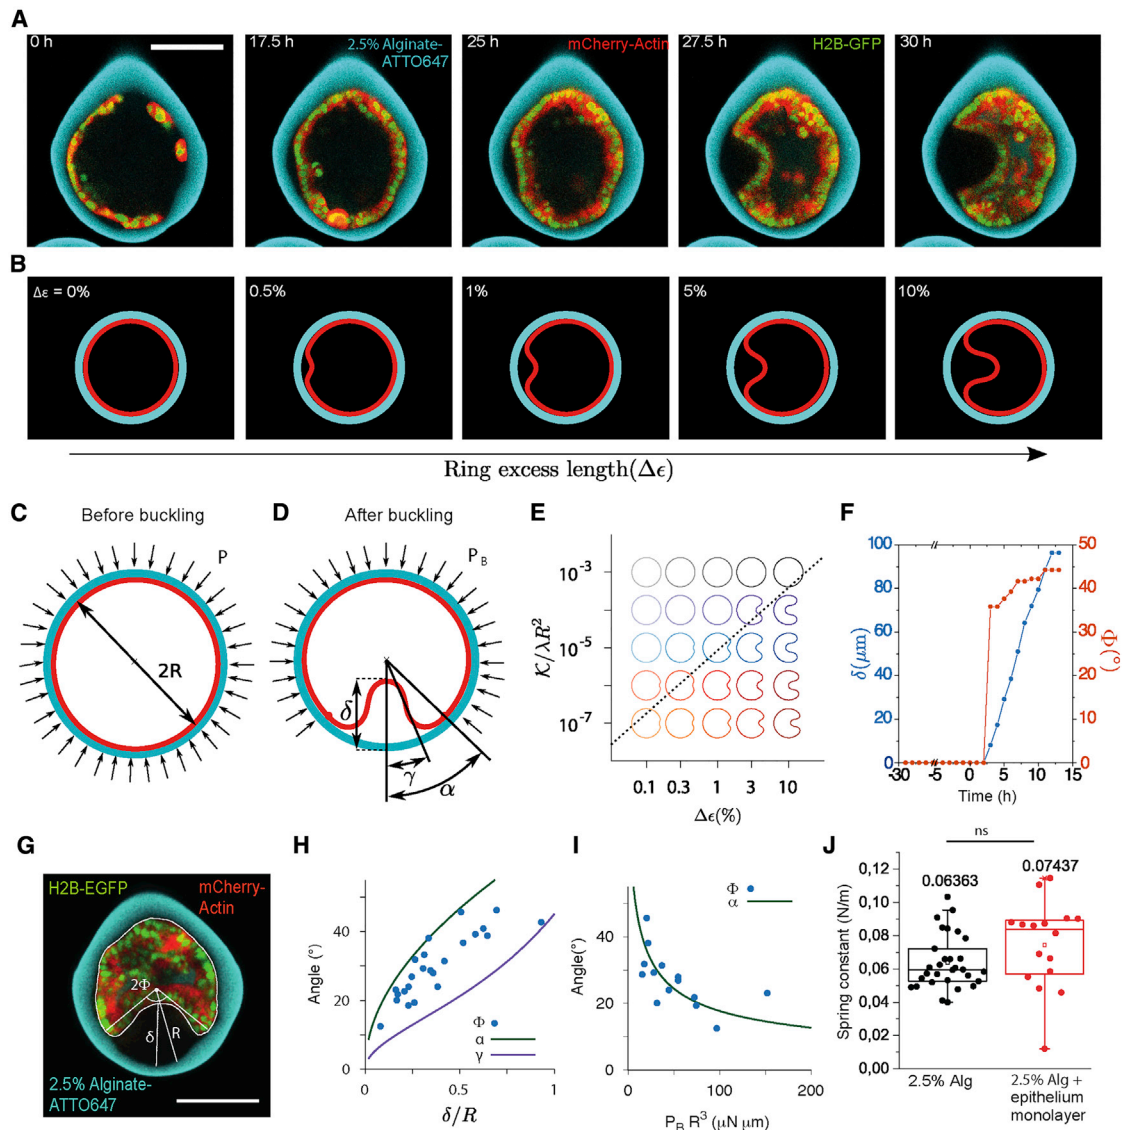 A
0 h
17.5 h
2.5% Alginate-
ATTO647
25 h
mCherry-Actin
27.5 h
H2B-GFP
30 h
B
Δε = 0%
0.5%
1%
5%
10%
Ring excess length(Δϵ)
C
Before buckling
P
2R
D
After buckling
P_B
δ
γ
α
E
𝒦/λR²
10⁻³
10⁻⁵
10⁻⁷
0.1 0.3 1 3 10
Δϵ(%)
F
δ(μm)
100
80
60
40
20
0
50
40
30
20
10
0
Φ(°)
-30 -5 0 5 10 15
Time (h)
G
H2B-EGFP
mCherry-
Actin
2Φ
δ
R
2.5% Alginate-
ATTO647
H
Angle (°)
40
20
0
Φ
α
γ
0 0.5 1
δ/R
I
Angle(°)
40
20
0
Φ
α
0 100 200
P_B R³ (μN μm)
J
ns
Spring constant (N/m)
0,12
0,10
0,08
0,06
0,04
0,02
0,00
0.06363
0.07437
2.5% Alg
2.5% Alg +
epithelium
monolayer